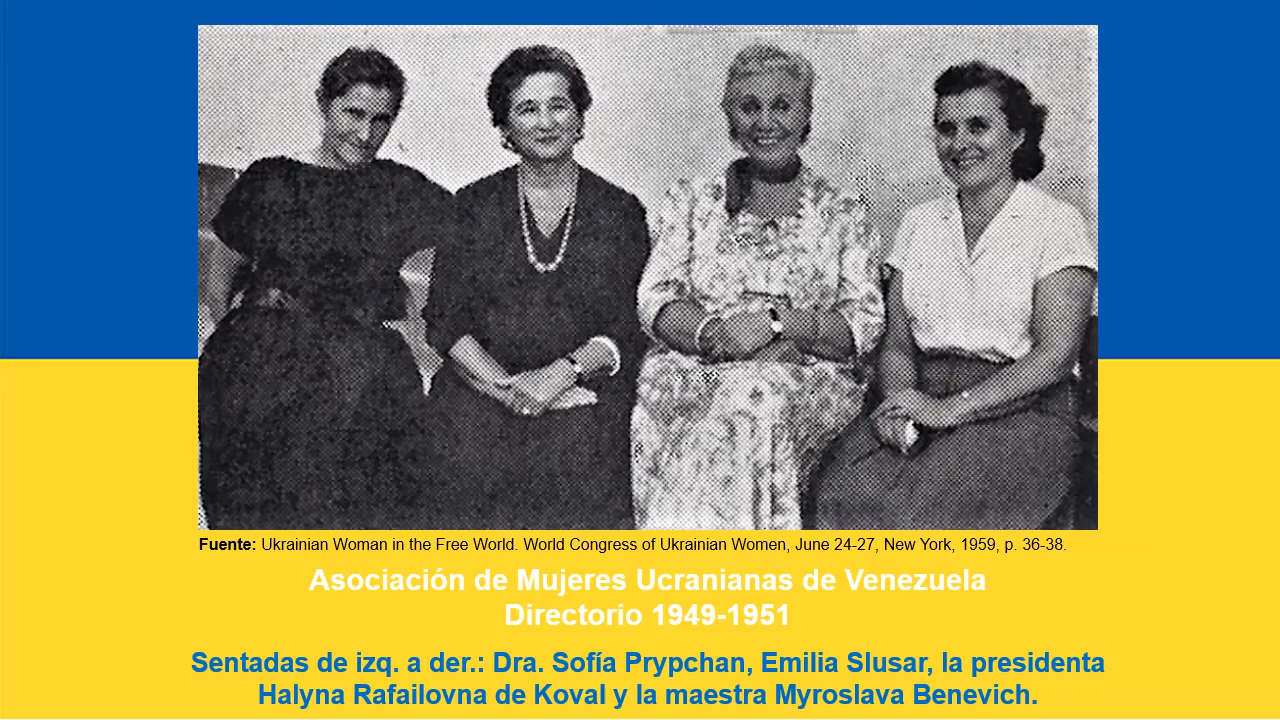 Fuente: Ukrainian Woman in the Free World. World Congress of Ukrainian Women, June 24-27, New York, 1959, p. 36-38.
Asociación de Mujeres Ucranianas de Venezuela
Directorio 1949-1951
Sentadas de izq. a der.: Dra. Sofía Prypchan, Emilia Slusar, la presidenta
Halyna Rafailovna de Koval y la maestra Myroslava Benevich.